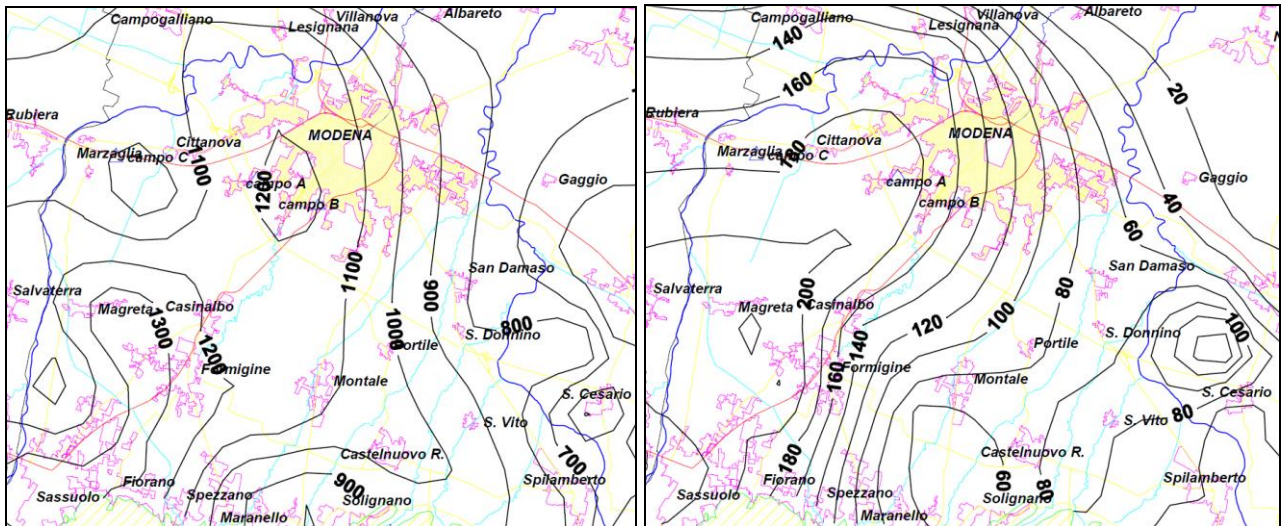 Campogalliano
Villanova
Albareto
Lesignana
Rubiera
MODENA
Cittanova
Marzaglia
campo C
1100
campo A
1200
campo B
Gaggio
1100
900
San Damaso
Salvaterra
Magreta
Casinalbo
1300
1000
800
S. Donnino
1200
Portile
Formigine
Montale
S. Cesario
S. Vito
Castelnuovo R.
700
Fiorano
900
Spilamberto
Sassuolo
Spezzano
Solignano
Maranello
Campogalliano
Villanova
Albareto
Lesignana
140
160
20
Rubiera
MODENA
Cittanova
Marzaglia
campo C
180
campo A
Gaggio
campo B
40
60
San Damaso
Salvaterra
200
80
Magreta
Casinalbo
120
100
100
S. Donnino
140
Portile
160
Formigine
Montale
S. Cesario
S. Vito
80
Castelnuovo R.
180
Fiorano
60
80
Spilamberto
Sassuolo
Spezzano
Solignano
Maranello